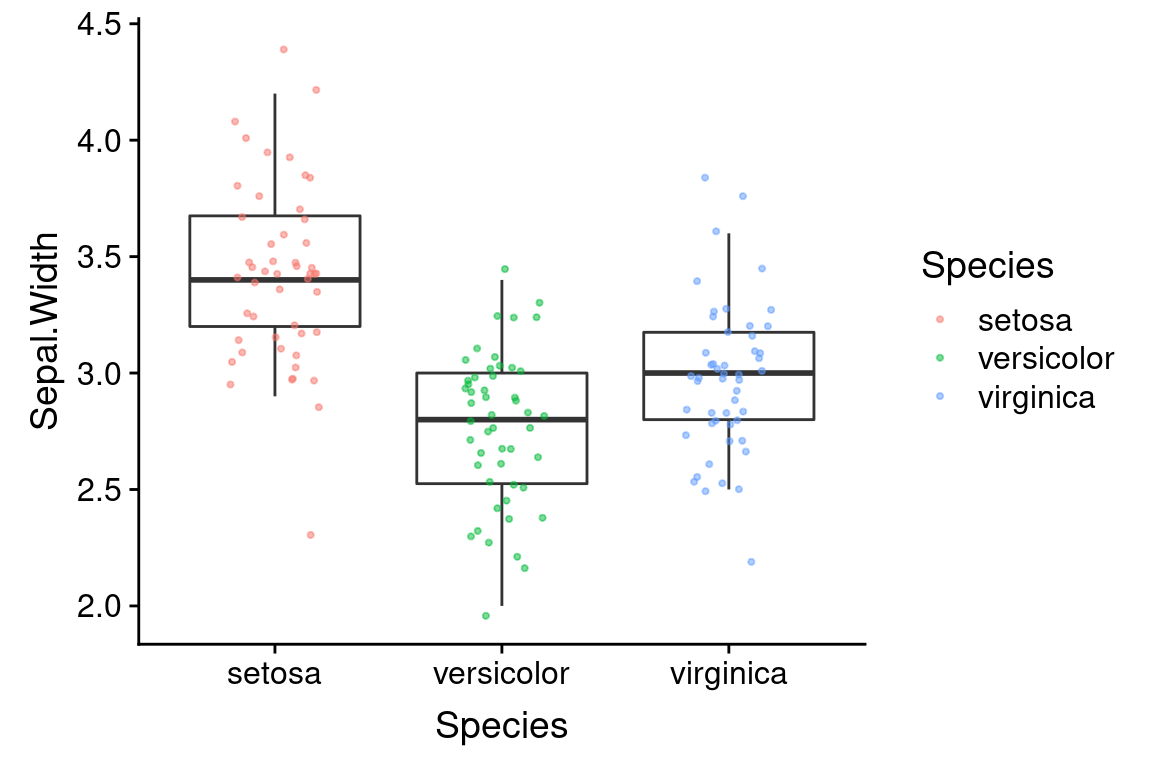 4.5
4.0
3.5
3.0
2.5
2.0
Sepal.Width
setosa
versicolor
virginica
Species
Species
setosa
versicolor
virginica